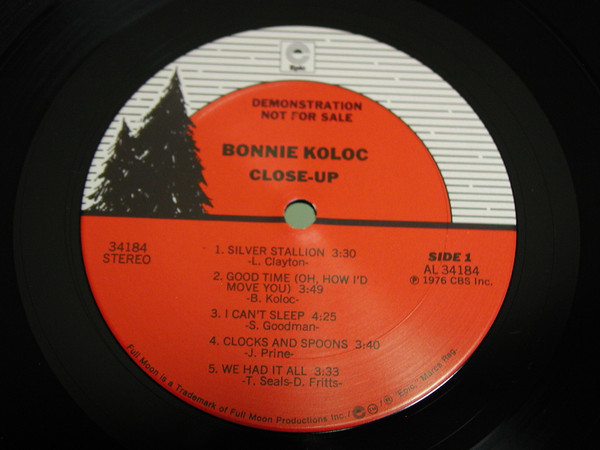 Epic
DEMONSTRATION
NOT FOR SALE
BONNIE KOLOC
CLOSE-UP
34184
STEREO
SIDE 1
AL 34184
℗ 1976 CBS Inc.
1. SILVER STALLION 3:30
-L. Clayton-
2. GOOD TIME (OH, HOW I'D
MOVE YOU) 3:49
-B. Koloc-
3. I CAN'T SLEEP 4:25
-S. Goodman-
4. CLOCKS AND SPOONS 3:40
-J. Prine-
5. WE HAD IT ALL 3:33
-T. Seals-D. Fritts-
Full Moon is a Trademark of Full Moon Productions Inc./ "Epic, Marca Reg.